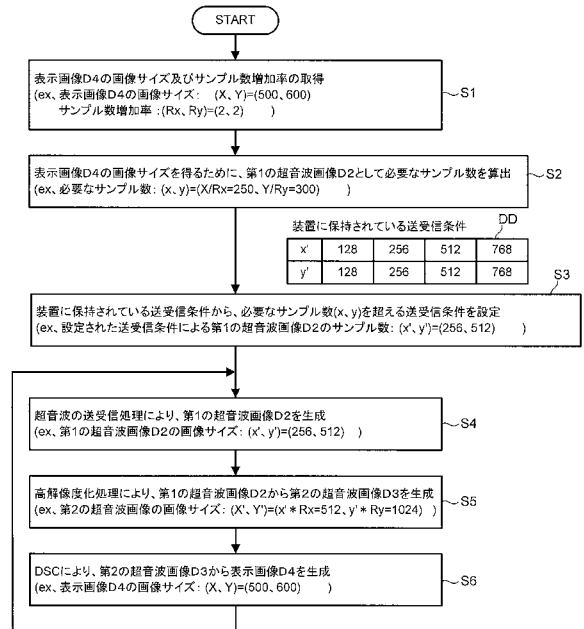 START
表示画像D4の画像サイズ及びサンプル数増加率の取得
(ex、表示画像D4の画像サイズ： (X、Y)=(500、600)
サンプル数増加率：(Rx、Ry)=(2、2) )
S1
表示画像D4の画像サイズを得るために、第1の超音波画像D2として必要なサンプル数を算出
(ex、必要なサンプル数：(x、y)=(X/Rx=250、Y/Ry=300) )
S2
装置に保持されている送受信条件
DD
x' 128 256 512 768
y' 128 256 512 768
S3
装置に保持されている送受信条件から、必要なサンプル数(x、y)を超える送受信条件を設定
(ex、設定された送受信条件による第1の超音波画像D2のサンプル数：(x'、y')=(256、512) )
超音波の送受信処理により、第1の超音波画像D2を生成
(ex、第1の超音波画像D2の画像サイズ：(x'、y')=(256、512) )
S4
高解像度化処理により、第1の超音波画像D2から第2の超音波画像D3を生成
(ex、第2の超音波画像の画像サイズ：(X'、Y')=(x'＊Rx=512、y'＊Ry=1024) )
S5
DSCにより、第2の超音波画像D3から表示画像D4を生成
(ex、表示画像D4の画像サイズ：(X、Y)=(500、600) )
S6